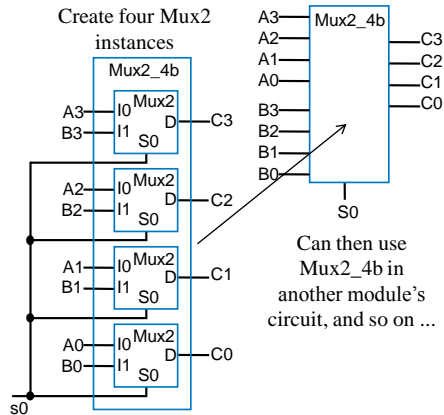 Create four Mux2
instances
Mux2_4b
A3 I0 Mux2
B3 I1 D C3
S0
A2 I0 Mux2
B2 I1 D C2
S0
A1 I0 Mux2
B1 I1 D C1
S0
A0 I0 Mux2
B0 I1 D C0
S0
s0
A3 Mux2_4b
A2 C3
A1 C2
A0 C1
C0
B3
B2
B1
B0
S0
Can then use
Mux2_4b in
another module’s
circuit, and so on ...